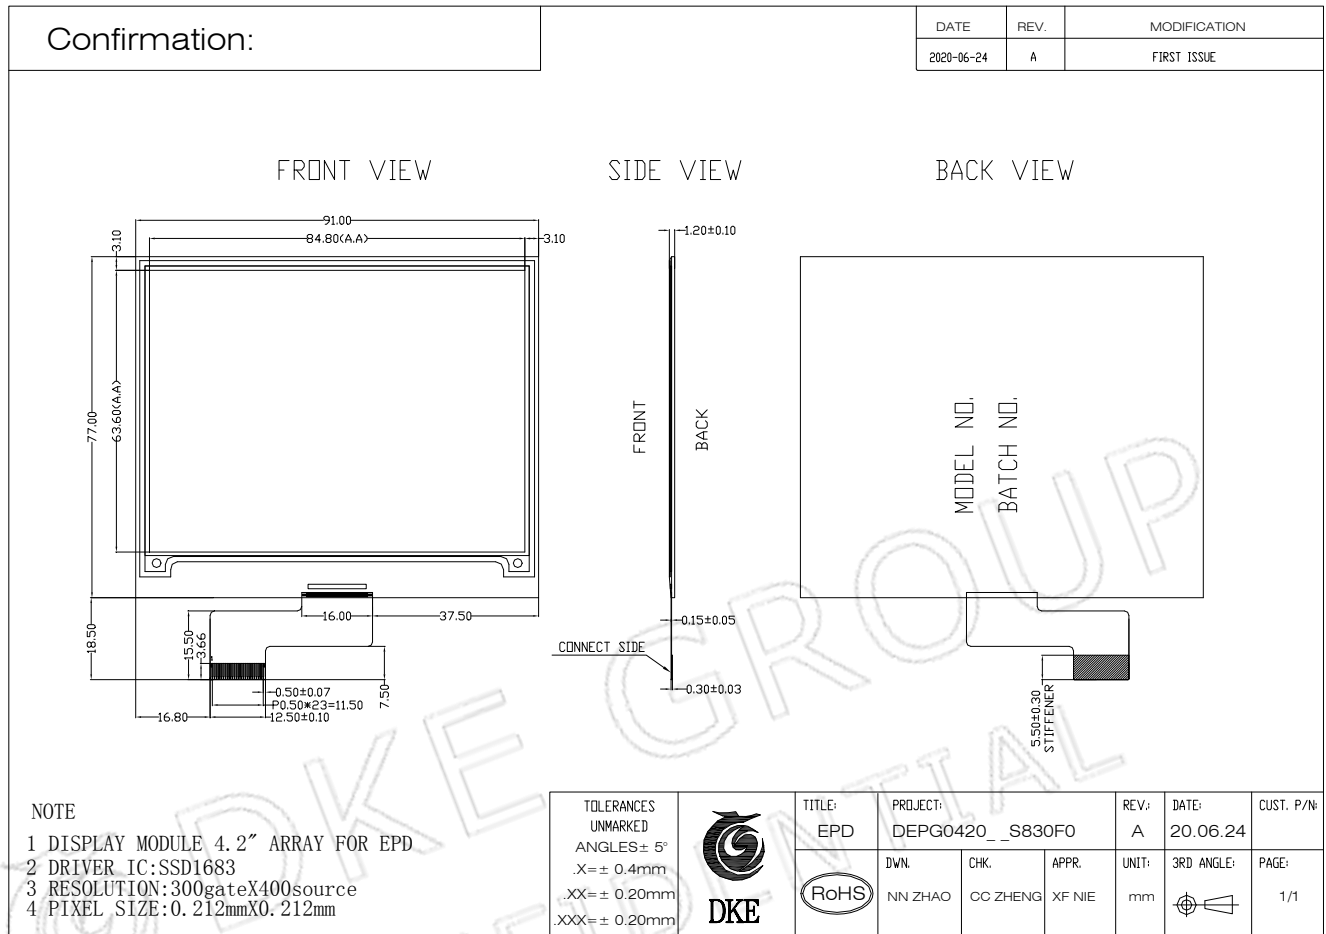 Confirmation:
DATE REV. MODIFICATION
2020-06-24 A FIRST ISSUE
FRONT VIEW
SIDE VIEW
BACK VIEW
91.00
84.80(A.A)
3.10
3.10
77.00
63.60(A.A)
18.50
15.50
3.66
16.00
37.50
7.50
0.50±0.07
P0.50*23=11.50
12.50±0.10
16.80
1.20±0.10
FRONT
BACK
0.15±0.05
CONNECT SIDE
0.30±0.03
MODEL NO.
BATCH NO.
5.50±0.30
STIFFENER
NOTE
1 DISPLAY MODULE 4.2″ ARRAY FOR EPD
2 DRIVER IC:SSD1683
3 RESOLUTION:300gateX400source
4 PIXEL SIZE:0.212mmX0.212mm
TOLERANCES
UNMARKED
ANGLES± 5°
.X=± 0.4mm
.XX=± 0.20mm
.XXX=± 0.20mm
DKE
TITLE:
EPD
RoHS
PROJECT:
DEPG0420_ _S830F0
REV.:
A
DATE:
20.06.24
CUST. P/N:
DWN.
NN ZHAO
CHK.
CC ZHENG
APPR.
XF NIE
UNIT:
mm
3RD ANGLE:
PAGE:
1/1
© DKE GROUP
CONFIDENTIAL